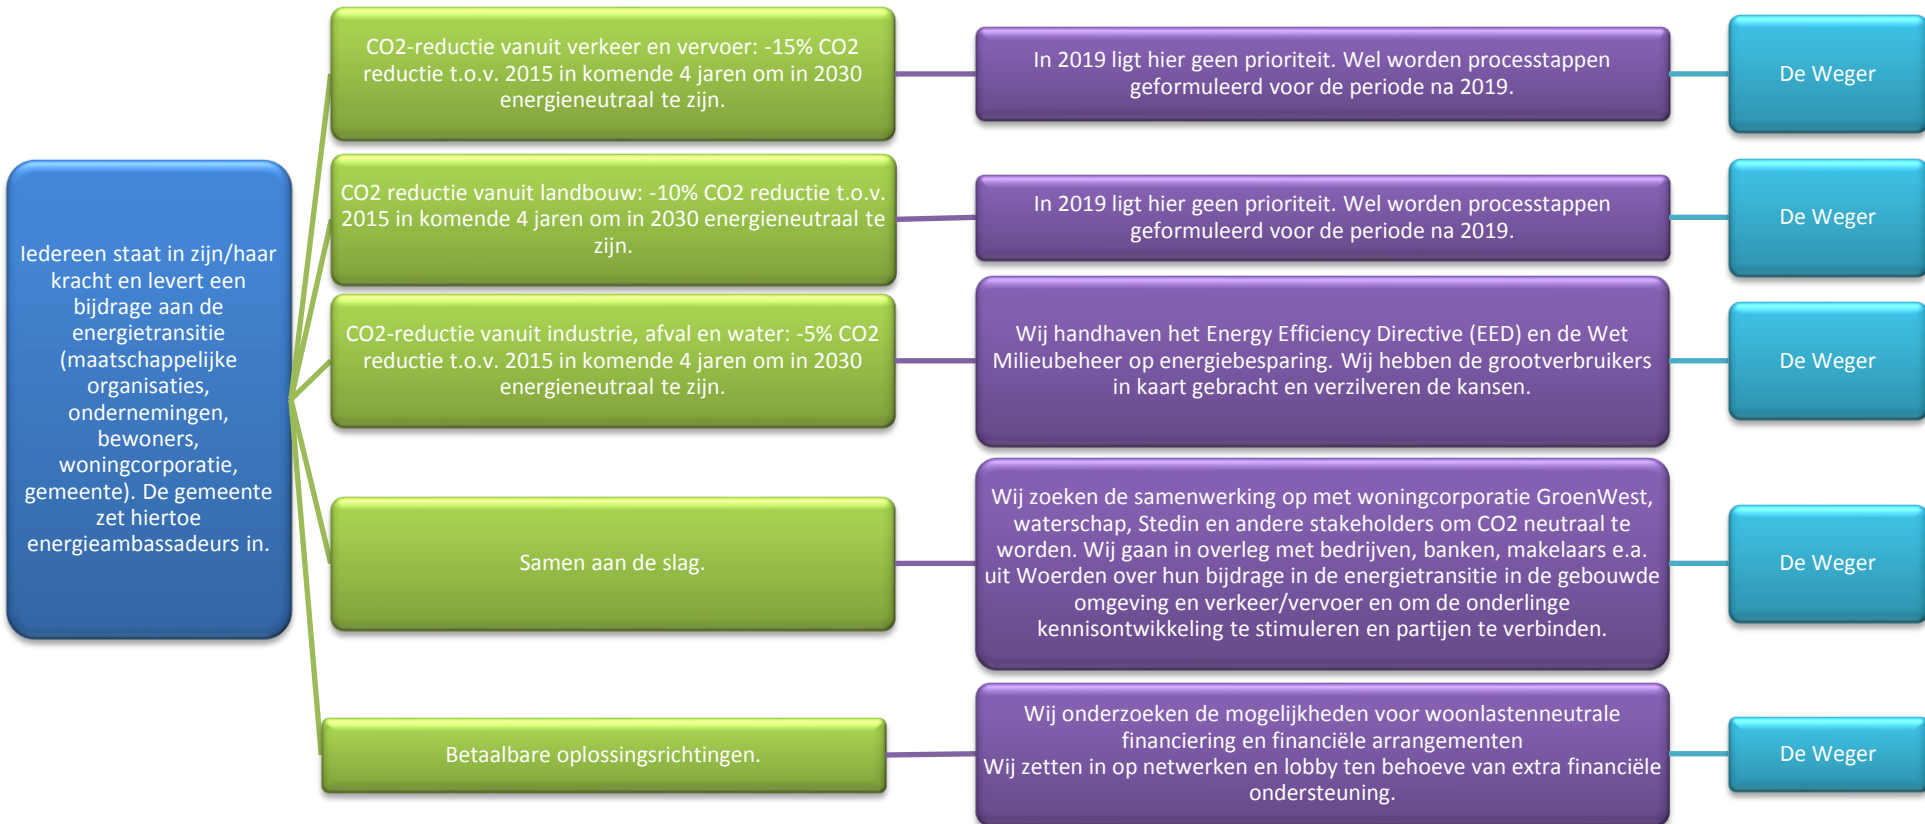 Iedereen staat in zijn/haar
kracht en levert een
bijdrage aan de
energietransitie
(maatschappelijke
organisaties,
ondernemingen,
bewoners,
woningcorporatie,
gemeente). De gemeente
zet hiertoe
energieambassadeurs in.
CO2-reductie vanuit verkeer en vervoer: -15% CO2
reductie t.o.v. 2015 in komende 4 jaren om in 2030
energieneutraal te zijn.
In 2019 ligt hier geen prioriteit. Wel worden processtappen
geformuleerd voor de periode na 2019.
De Weger
CO2 reductie vanuit landbouw: -10% CO2 reductie t.o.v.
2015 in komende 4 jaren om in 2030 energieneutraal te
zijn.
In 2019 ligt hier geen prioriteit. Wel worden processtappen
geformuleerd voor de periode na 2019.
De Weger
CO2-reductie vanuit industrie, afval en water: -5% CO2
reductie t.o.v. 2015 in komende 4 jaren om in 2030
energieneutraal te zijn.
Wij handhaven het Energy Efficiency Directive (EED) en de Wet
Milieubeheer op energiebesparing. Wij hebben de grootverbruikers
in kaart gebracht en verzilveren de kansen.
De Weger
Samen aan de slag.
Wij zoeken de samenwerking op met woningcorporatie GroenWest,
waterschap, Stedin en andere stakeholders om CO2 neutraal te
worden. Wij gaan in overleg met bedrijven, banken, makelaars e.a.
uit Woerden over hun bijdrage in de energietransitie in de gebouwde
omgeving en verkeer/vervoer en om de onderlinge
kennisontwikkeling te stimuleren en partijen te verbinden.
De Weger
Betaalbare oplossingsrichtingen.
Wij onderzoeken de mogelijkheden voor woonlastenneutrale
financiering en financiële arrangementen
Wij zetten in op netwerken en lobby ten behoeve van extra financiële
ondersteuning.
De Weger